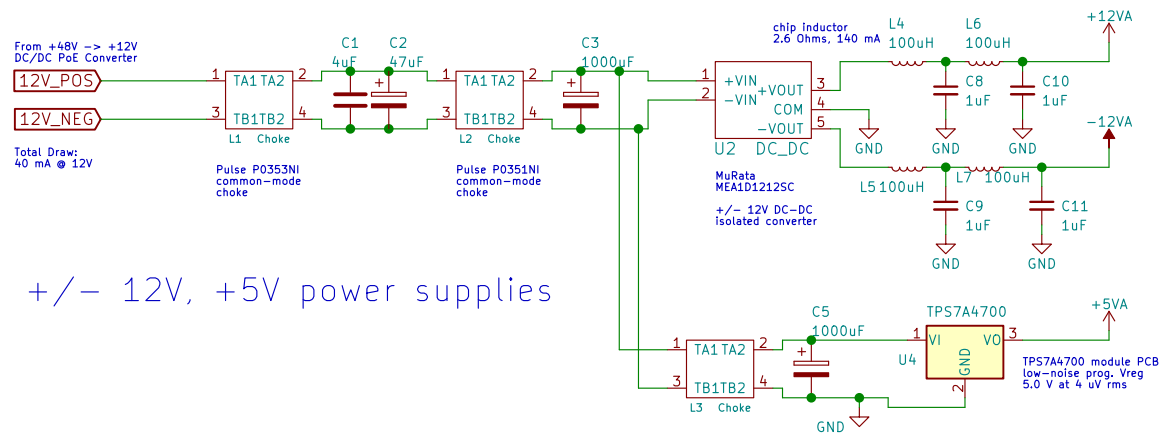 From +48V -> +12V
DC/DC PoE Converter
12V_POS
12V_NEG
Total Draw:
40 mA @ 12V
1
3
TA1 TA2
TB1 TB2
2
4
L1 Choke
Pulse P0353NI
common-mode
choke
C1
4uF
C2
47uF
+
1
3
TA1 TA2
TB1 TB2
2
4
L2 Choke
Pulse P0351NI
common-mode
choke
C3
1000uF
+
1
2
+VIN
-VIN
+VOUT
COM
-VOUT
3
4
5
U2 DC_DC
MuRata
MEA1D1212SC
+/- 12V DC-DC
isolated converter
chip inductor
2.6 Ohms, 140 mA
L4
100uH
L6
100uH
+12VA
C8
1uF
C10
1uF
GND
GND
GND
-12VA
L5 100uH
L7 100uH
C9
1uF
C11
1uF
GND
GND
+/- 12V, +5V power supplies
1
3
TA1 TA2
TB1 TB2
2
4
L3 Choke
C5
1000uF
+
GND
TPS7A4700
1
VI
VO
3
GND
2
U4
+5VA
TPS7A4700 module PCB
low-noise prog. Vreg
5.0 V at 4 uV rms